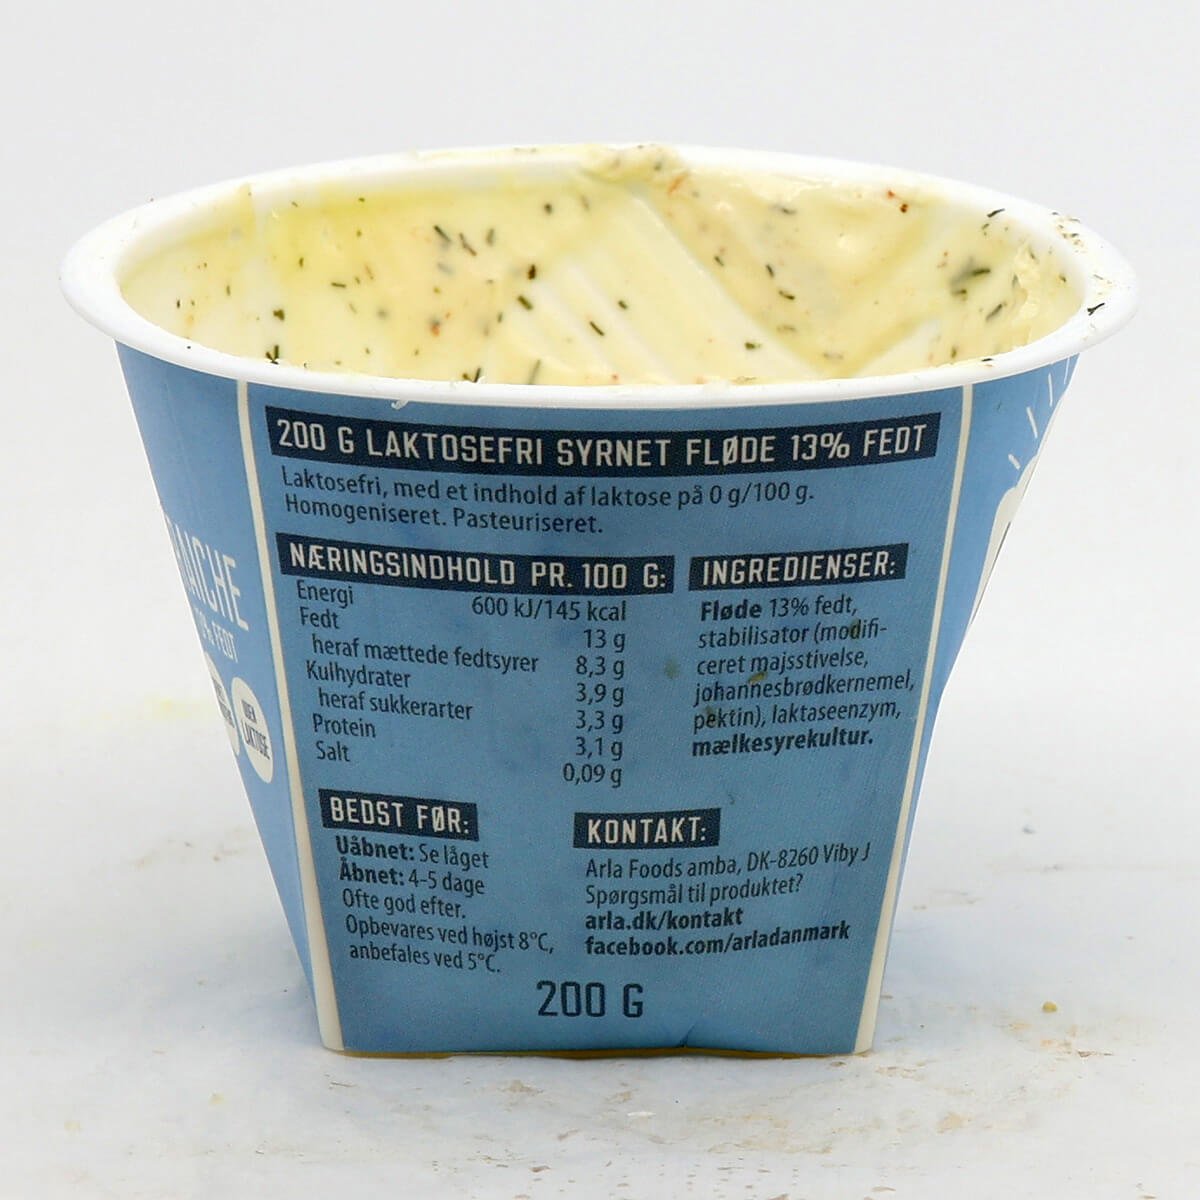 200 G LAKTOSEFRI SYRNET FLØDE 13% FEDT
Laktosefri, med et indhold af laktose på 0 g/100 g.
Homogeniseret. Pasteuriseret.
NÆRINGSINDHOLD PR. 100 G:
Energi 600 kJ/145 kcal
Fedt 13 g
heraf mættede fedtsyrer 8,3 g
Kulhydrater 3,9 g
heraf sukkerarter 3,3 g
Protein 3,1 g
Salt 0,09 g
INGREDIENSER:
Fløde 13% fedt,
stabilisator (modifi-
ceret majsstivelse,
johannesbrødkernemel,
pektin), laktaseenzym,
mælkesyrekultur.
BEDST FØR:
Uåbnet: Se låget
Åbnet: 4-5 dage
Ofte god efter.
Opbevares ved højst 8°C,
anbefales ved 5°C.
KONTAKT:
Arla Foods amba, DK-8260 Viby J
Spørgsmål til produktet?
arla.dk/kontakt
facebook.com/arladanmark
200 G
FEDT
UDEN
LAKTOSE